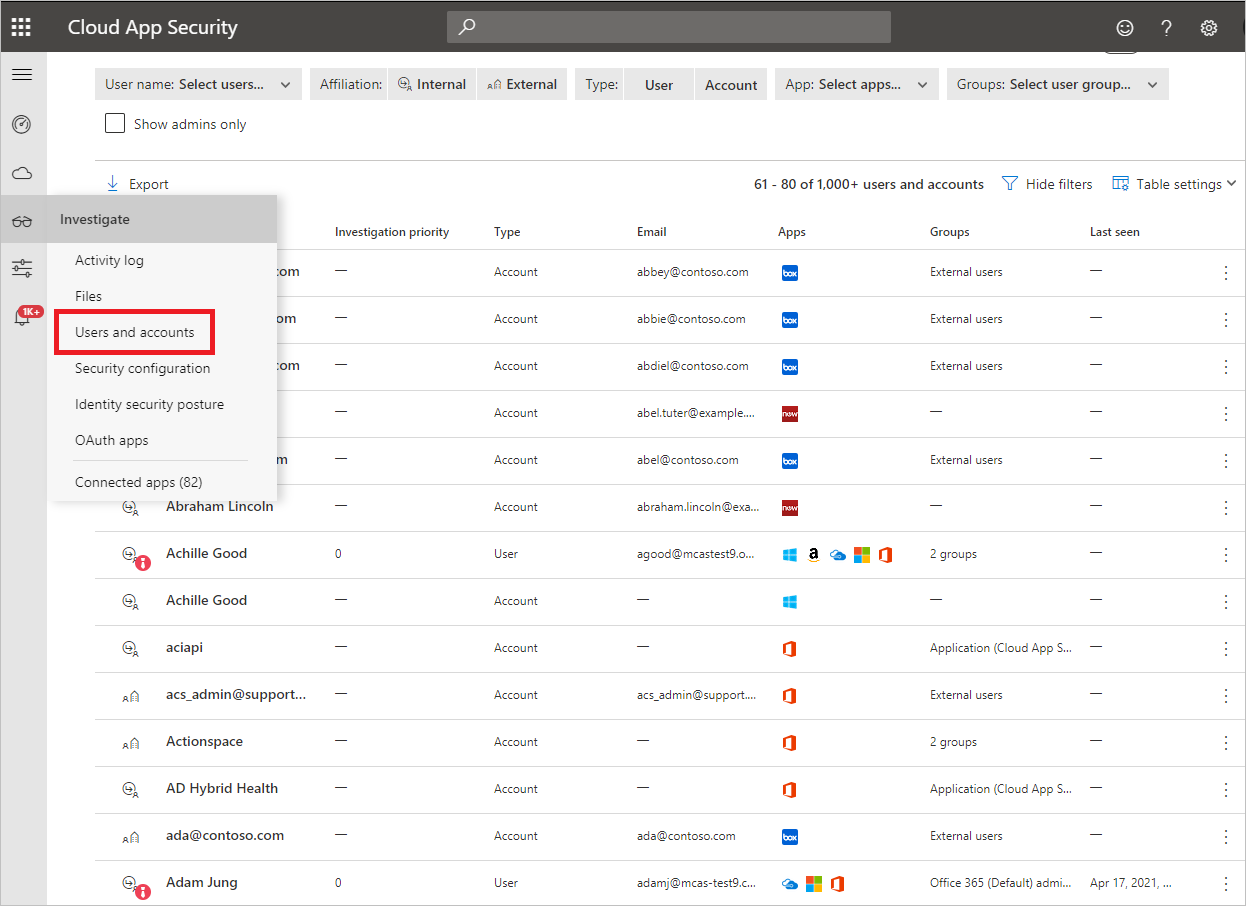 Cloud App Security
User name: Select users... Affiliation: Internal External Type: User Account App: Select apps... Groups: Select user group...
Show admins only
Export 61 - 80 of 1,000+ users and accounts Hide filters Table settings
Investigate
Activity log
Files
1K+
Users and accounts
Security configuration
Identity security posture
OAuth apps
Connected apps (82)
Investigation priority Type Email Apps Groups Last seen
com — Account abbey@contoso.com box External users —
om — Account abbie@contoso.com box External users —
com — Account abdiel@contoso.com box External users —
— Account abel.tuter@example.... now — —
m — Account abel@contoso.com box External users —
Abraham Lincoln — Account abraham.lincoln@exa... now — —
Achille Good 0 User agood@mcastest9.o... a 2 groups —
Achille Good — Account — — —
aciapi — Account — Application (Cloud App S... —
acs_admin@support... — Account acs_admin@support.... External users —
Actionspace — Account — 2 groups —
AD Hybrid Health — Account — Application (Cloud App S... —
ada@contoso.com — Account ada@contoso.com box External users —
Adam Jung 0 User adamj@mcas-test9.c... Office 365 (Default) admi... Apr 17, 2021, ...